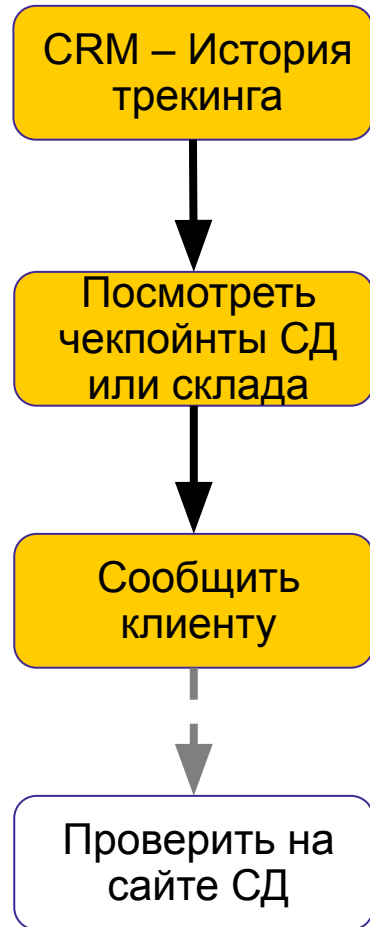 CRM – История
трекинга
Посмотреть
чекпойнты СД
или склада
Сообщить
клиенту
Проверить на
сайте СД